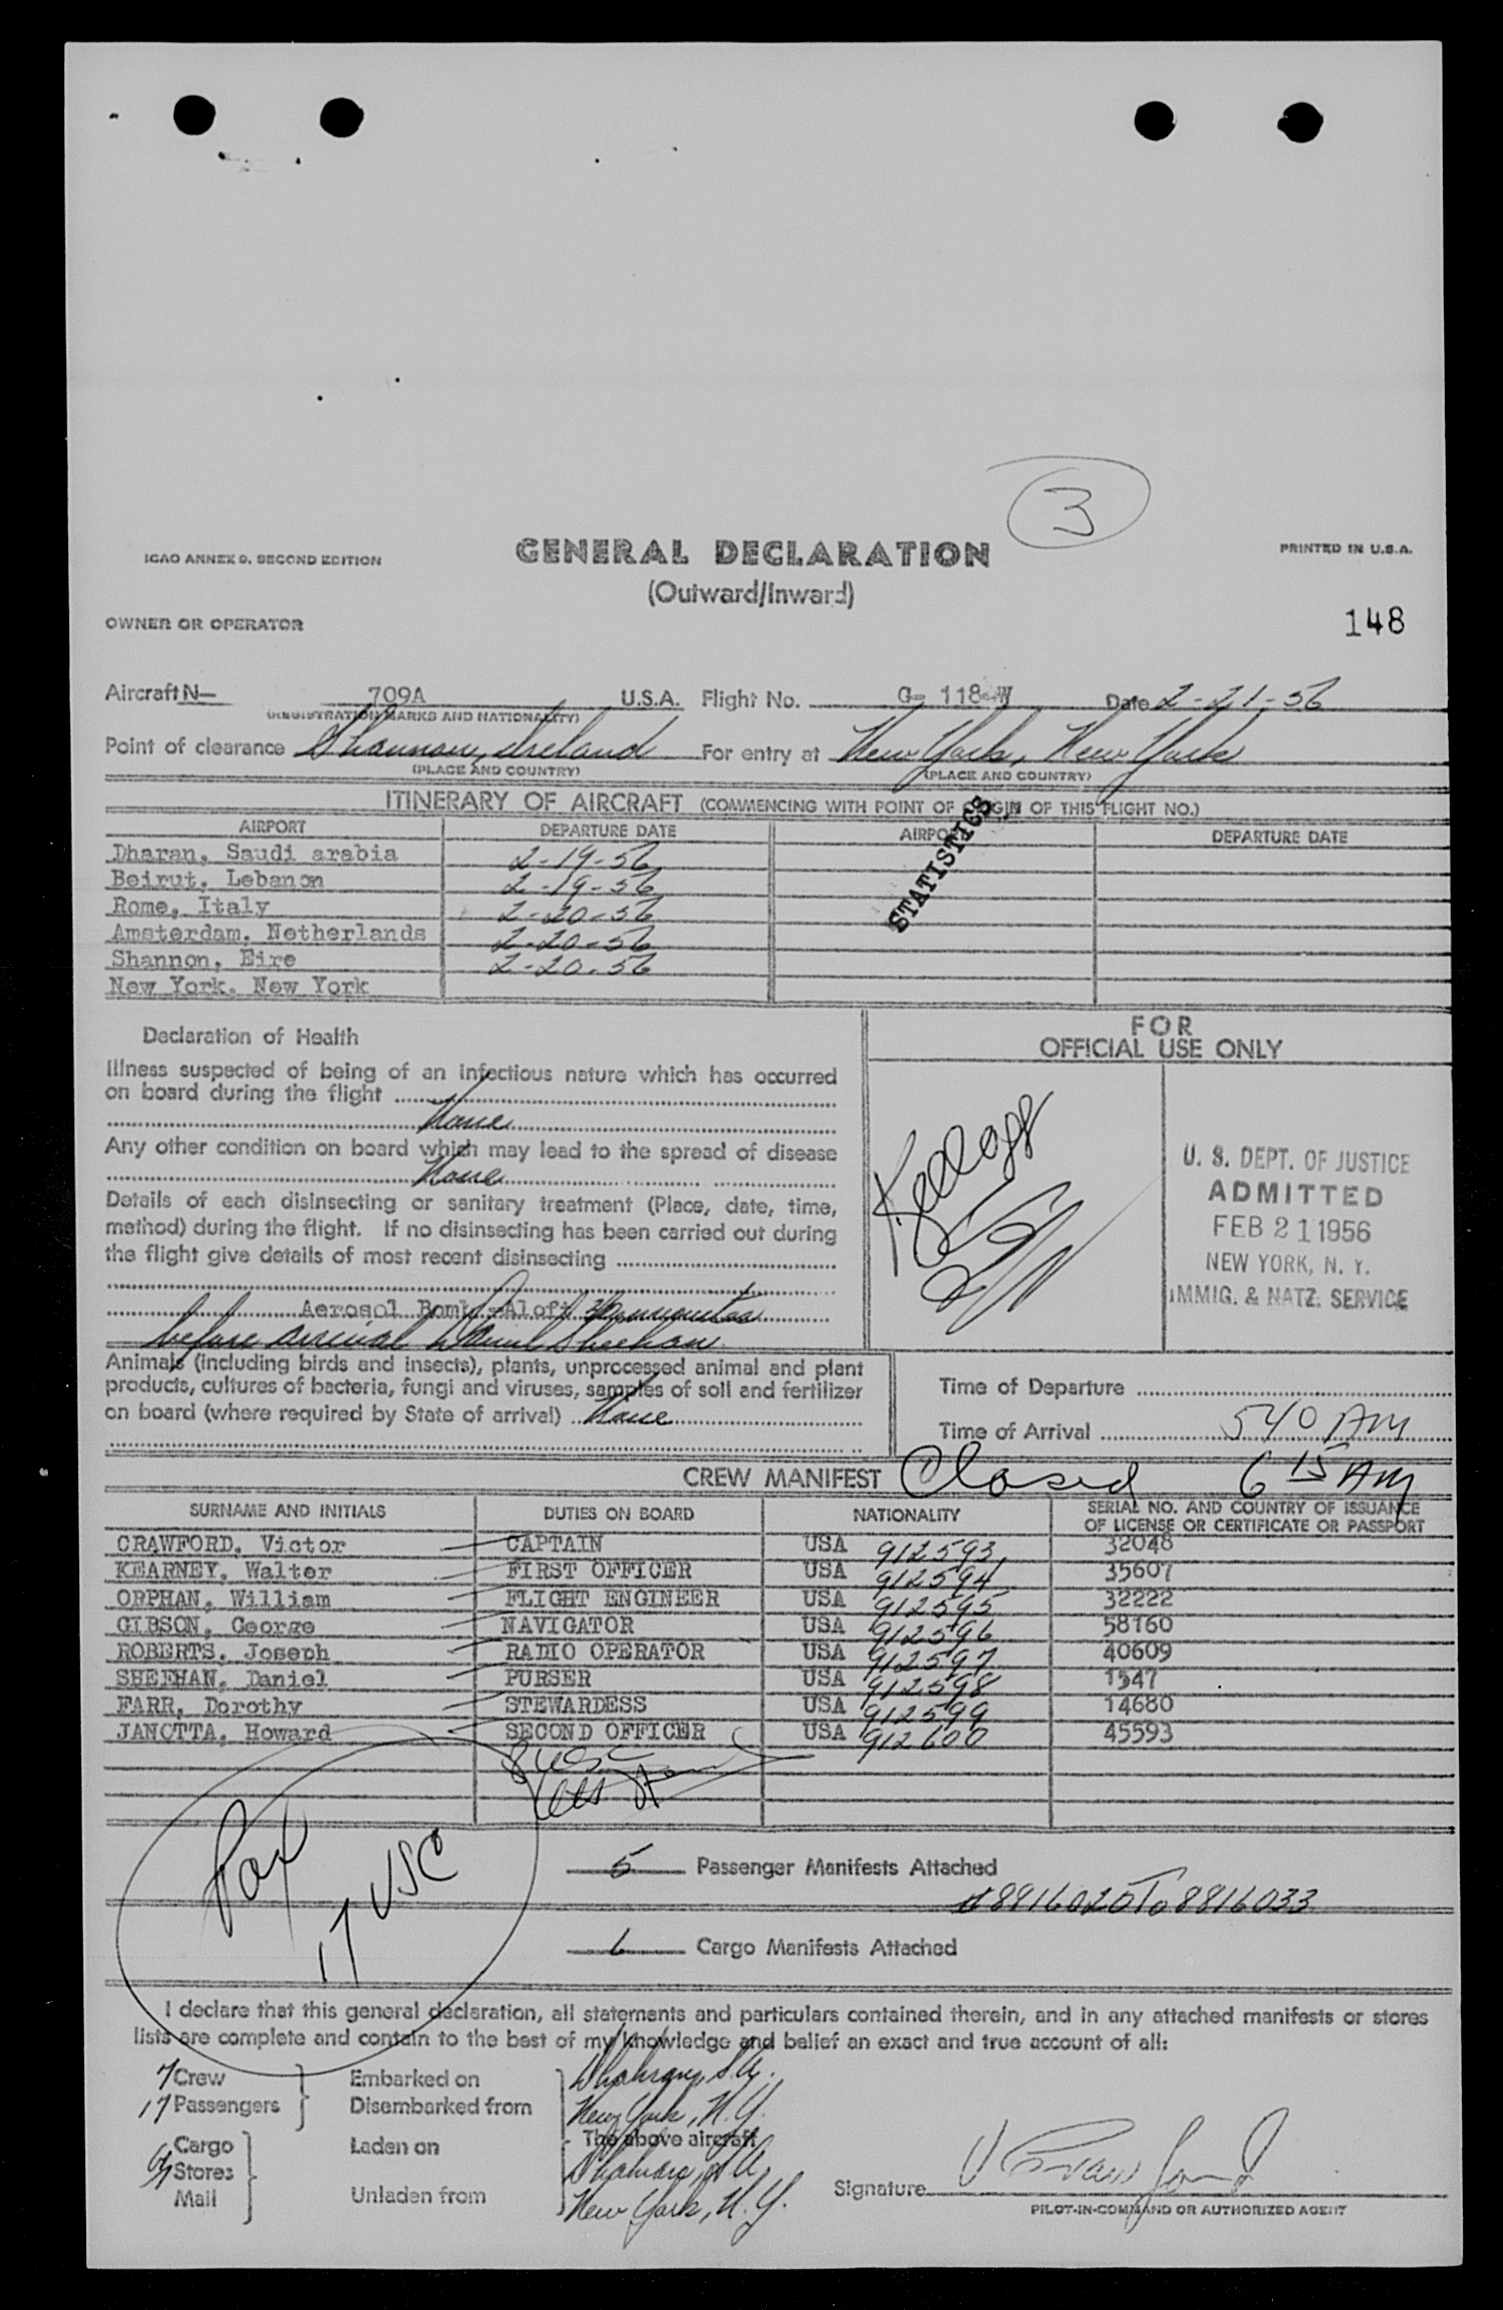 3
ICAO ANNEX 9, SECOND EDITION
GENERAL DECLARATION
PRINTED IN U.S.A.
(Outward/Inward)
OWNER OR OPERATOR
148
Aircraft N— 709A U.S.A. Flight No. G- 118-W Date 2-21-56
(REGISTRATION MARKS AND NATIONALITY)
Point of clearance Shannon, Ireland For entry at New York, New York
(PLACE AND COUNTRY) (PLACE AND COUNTRY)
ITINERARY OF AIRCRAFT (COMMENCING WITH POINT OF ORIGIN OF THIS FLIGHT NO.)
AIRPORT DEPARTURE DATE AIRPORT DEPARTURE DATE
STATISTICS
Dharan, Saudi arabia 2-19-56
Beirut, Lebanon 2-19-56
Rome, Italy 2-20-56
Amsterdam, Netherlands 2-20-56
Shannon, Eire 2-20-56
New York, New York
Declaration of Health
Illness suspected of being of an infectious nature which has occurred
on board during the flight
None
Any other condition on board which may lead to the spread of disease
None
Details of each disinsecting or sanitary treatment (Place, date, time,
method) during the flight. If no disinsecting has been carried out during
the flight give details of most recent disinsecting
Aerosol Bomb-Aloft 30 minutes
before arrival Daniel Sheehan
Animals (including birds and insects), plants, unprocessed animal and plant
products, cultures of bacteria, fungi and viruses, samples of soil and fertilizer
on board (where required by State of arrival) None
FOR
OFFICIAL USE ONLY
Kellogg
U. S. DEPT. OF JUSTICE
ADMITTED
FEB 21 1956
NEW YORK, N. Y.
IMMIG. & NATZ. SERVICE
Time of Departure
Time of Arrival 540 AM
CREW MANIFEST Closed 6 15 AM
SURNAME AND INITIALS DUTIES ON BOARD NATIONALITY SERIAL NO. AND COUNTRY OF ISSUANCE
OF LICENSE OR CERTIFICATE OR PASSPORT
CRAWFORD, Victor CAPTAIN USA 912593 32048
KEARNEY, Walter FIRST OFFICER USA 912594 35607
ORPHAN, William FLIGHT ENGINEER USA 912595 32222
GIBSON, George NAVIGATOR USA 912596 58160
ROBERTS, Joseph RADIO OPERATOR USA 912597 40609
SHEEHAN, Daniel PURSER USA 912598 1547
FARR, Dorothy STEWARDESS USA 912599 14680
JANOTTA, Howard SECOND OFFICER USA 912600 45593
8 USC
Pax
17 USC
5 Passenger Manifests Attached
8816020 To 8816033
1 Cargo Manifests Attached
I declare that this general declaration, all statements and particulars contained therein, and in any attached manifests or stores
lists are complete and contain to the best of my knowledge and belief an exact and true account of all:
7 Crew Embarked on Dhahran, S.A.
17 Passengers Disembarked from New York, N.Y.
The above aircraft
Cargo Laden on Dhahran, S.A.
Stores
Mail Unladen from New York, N.Y.
Signature V Crawford
PILOT-IN-COMMAND OR AUTHORIZED AGENT